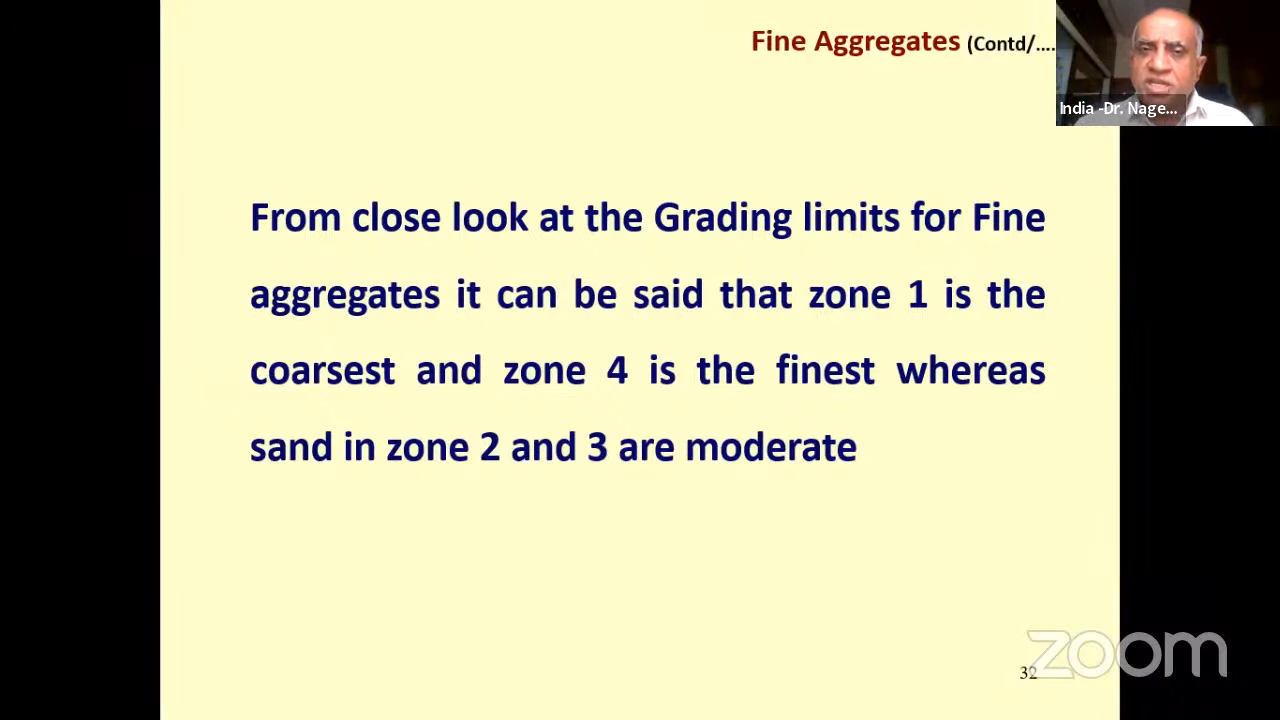 Fine Aggregates (Contd/....
India -Dr. Nage...
From close look at the Grading limits for Fine
aggregates it can be said that zone 1 is the
coarsest and zone 4 is the finest whereas
sand in zone 2 and 3 are moderate
32
zoom